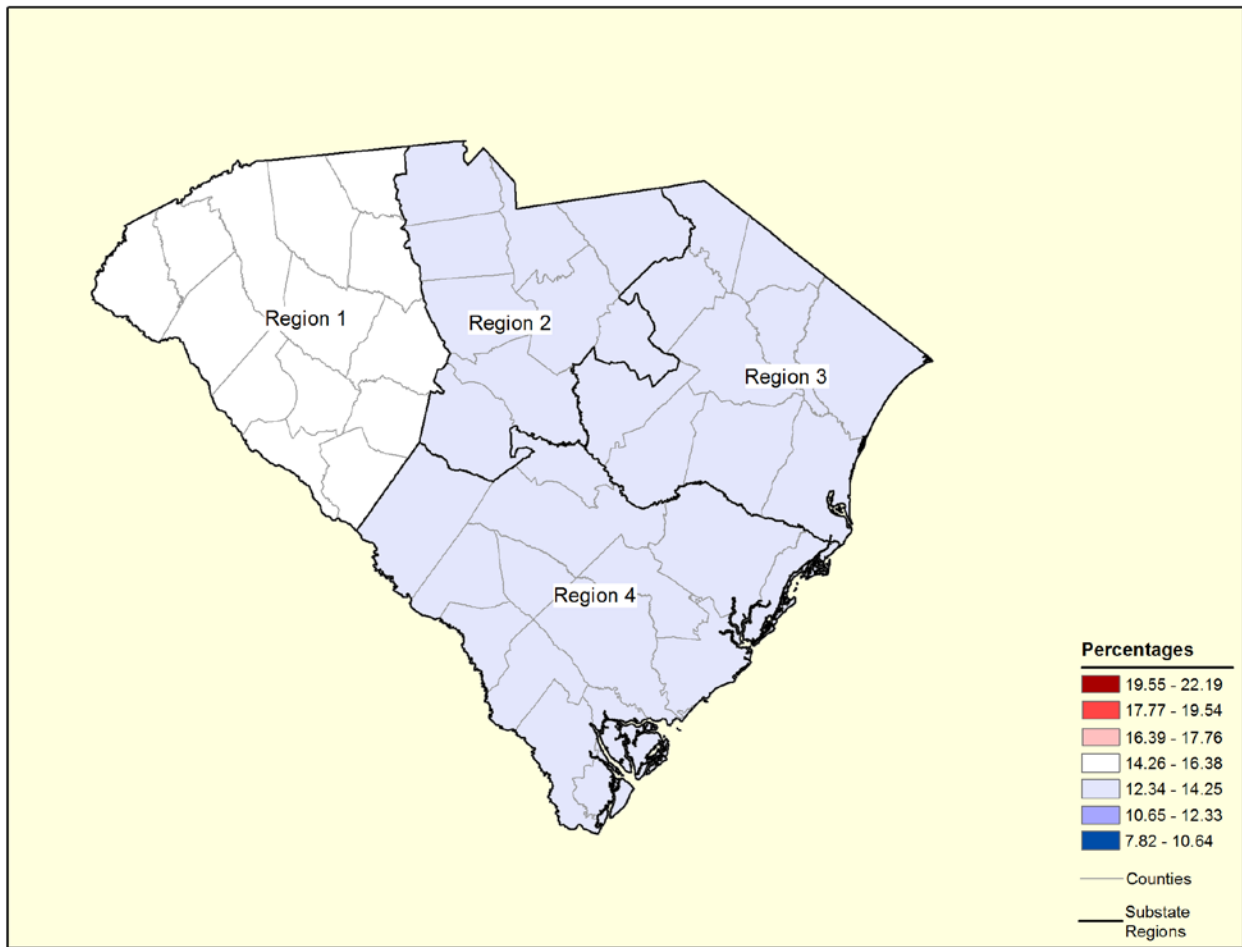 Region 1
Region 2
Region 3
Region 4
Percentages
19.55 - 22.19
17.77 - 19.54
16.39 - 17.76
14.26 - 16.38
12.34 - 14.25
10.65 - 12.33
7.82 - 10.64
Counties
Substate
Regions